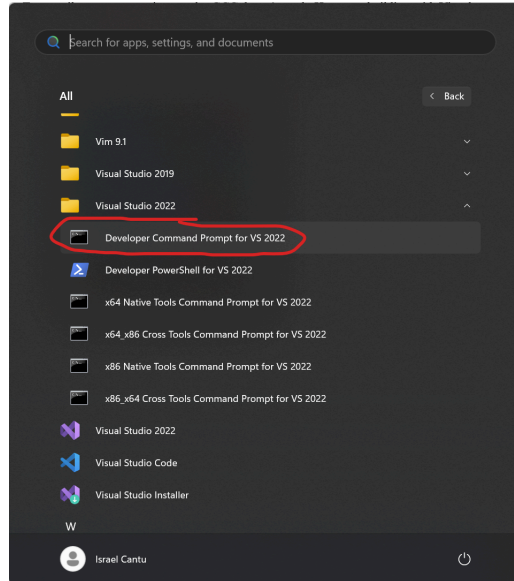 Search for apps, settings, and documents
All
Back
Vim 9.1
Visual Studio 2019
Visual Studio 2022
Developer Command Prompt for VS 2022
Developer PowerShell for VS 2022
x64 Native Tools Command Prompt for VS 2022
x64_x86 Cross Tools Command Prompt for VS 2022
x86 Native Tools Command Prompt for VS 2022
x86_x64 Cross Tools Command Prompt for VS 2022
Visual Studio 2022
Visual Studio Code
Visual Studio Installer
W
Israel Cantu